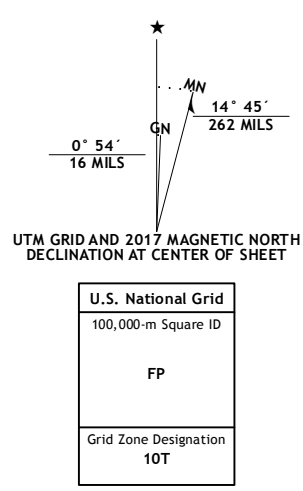 MN
14° 45´
262 MILS
GN
0° 54´
16 MILS
UTM GRID AND 2017 MAGNETIC NORTH
DECLINATION AT CENTER OF SHEET
U.S. National Grid
100,000-m Square ID
FP
Grid Zone Designation
10T